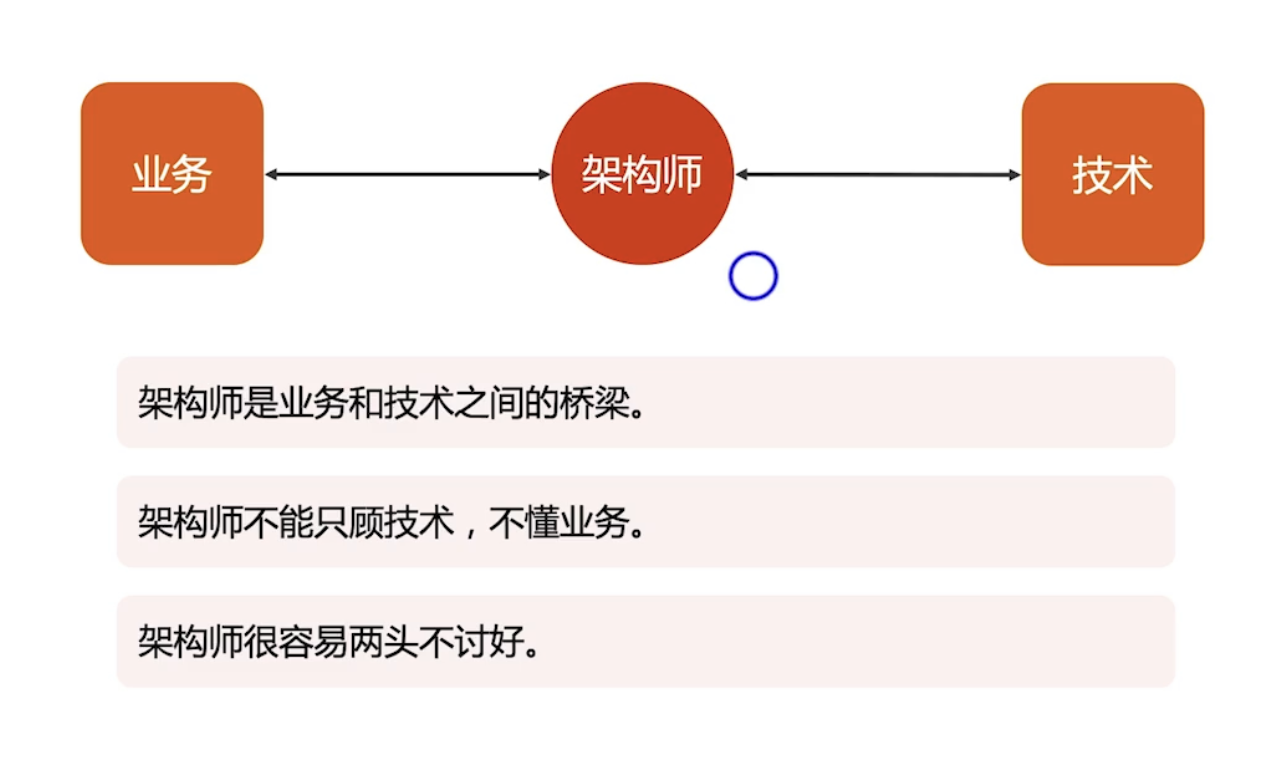 业务
架构师
技术
架构师是业务和技术之间的桥梁。
架构师不能只顾技术，不懂业务。
架构师很容易两头不讨好。